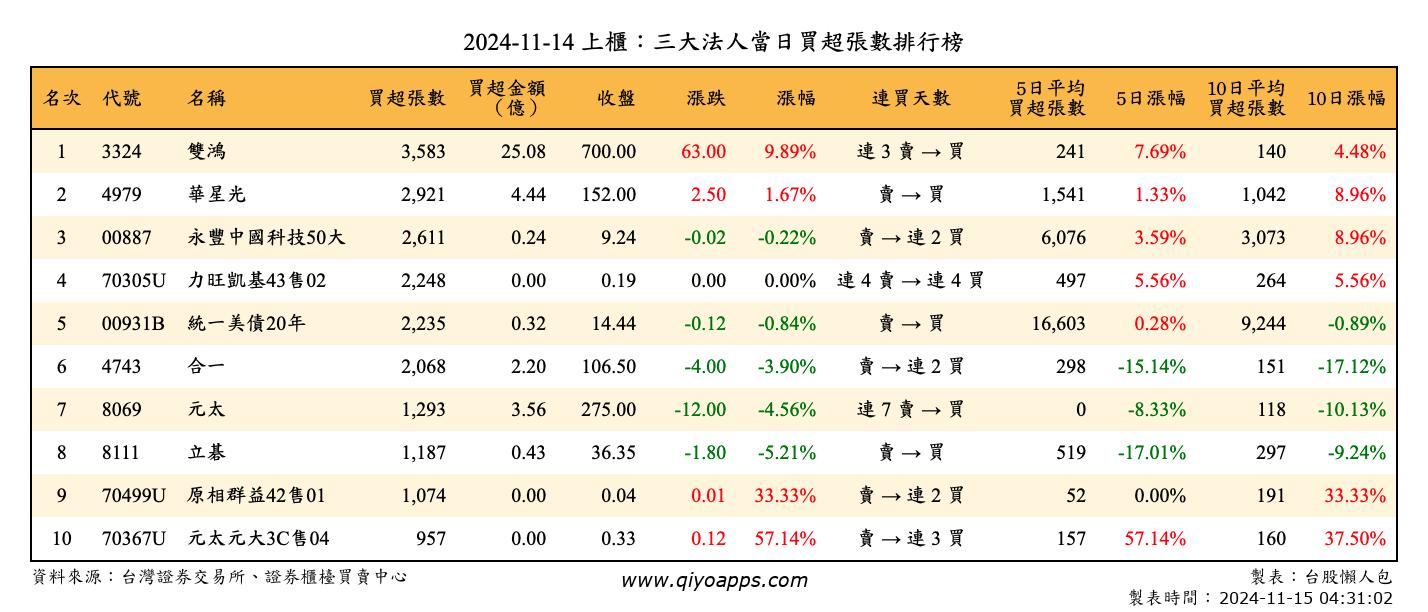 2024-11-14 上櫃：三大法人當日買超張數排行榜
名次 代號 名稱 買超張數 買超金額（億） 收盤 漲跌 漲幅 連買天數 5日平均買超張數 5日漲幅 10日平均買超張數 10日漲幅
1 3324 雙鴻 3,583 25.08 700.00 63.00 9.89% 連 3 賣 → 買 241 7.69% 140 4.48%
2 4979 華星光 2,921 4.44 152.00 2.50 1.67% 賣 → 買 1,541 1.33% 1,042 8.96%
3 00887 永豐中國科技50大 2,611 0.24 9.24 -0.02 -0.22% 賣 → 連 2 買 6,076 3.59% 3,073 8.96%
4 70305U 力旺凱基43售02 2,248 0.00 0.19 0.00 0.00% 連 4 賣 → 連 4 買 497 5.56% 264 5.56%
5 00931B 統一美債20年 2,235 0.32 14.44 -0.12 -0.84% 賣 → 買 16,603 0.28% 9,244 -0.89%
6 4743 合一 2,068 2.20 106.50 -4.00 -3.90% 賣 → 連 2 買 298 -15.14% 151 -17.12%
7 8069 元太 1,293 3.56 275.00 -12.00 -4.56% 連 7 賣 → 買 0 -8.33% 118 -10.13%
8 8111 立碁 1,187 0.43 36.35 -1.80 -5.21% 賣 → 買 519 -17.01% 297 -9.24%
9 70499U 原相群益42售01 1,074 0.00 0.04 0.01 33.33% 賣 → 連 2 買 52 0.00% 191 33.33%
10 70367U 元太元大3C售04 957 0.00 0.33 0.12 57.14% 賣 → 連 3 買 157 57.14% 160 37.50%
資料來源：台灣證券交易所、證券櫃檯買賣中心 www.qiyoapps.com 製表：台股懶人包
製表時間：2024-11-15 04:31:02